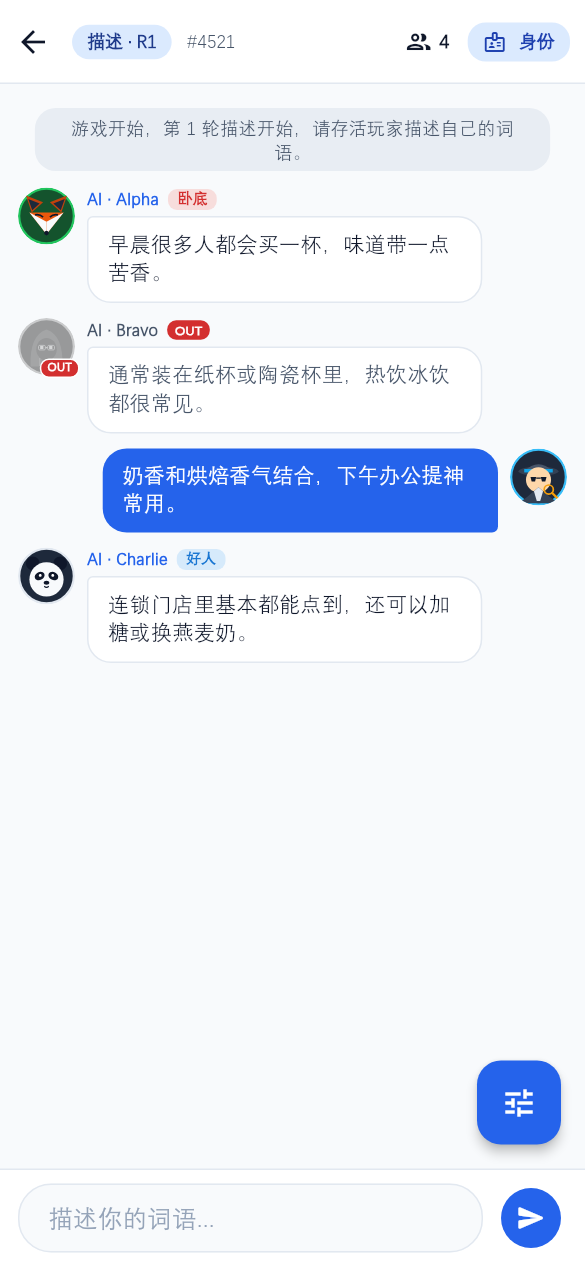 描述 · R1 #4521 4 身份
游戏开始，第 1 轮描述开始，请存活玩家描述自己的词
语。
AI · Alpha 卧底
早晨很多人都会买一杯，味道带一点
苦香。
AI · Bravo OUT
OUT
通常装在纸杯或陶瓷杯里，热饮冰饮
都很常见。
奶香和烘焙香气结合，下午办公提神
常用。
AI · Charlie 好人
连锁门店里基本都能点到，还可以加
糖或换燕麦奶。
描述你的词语...